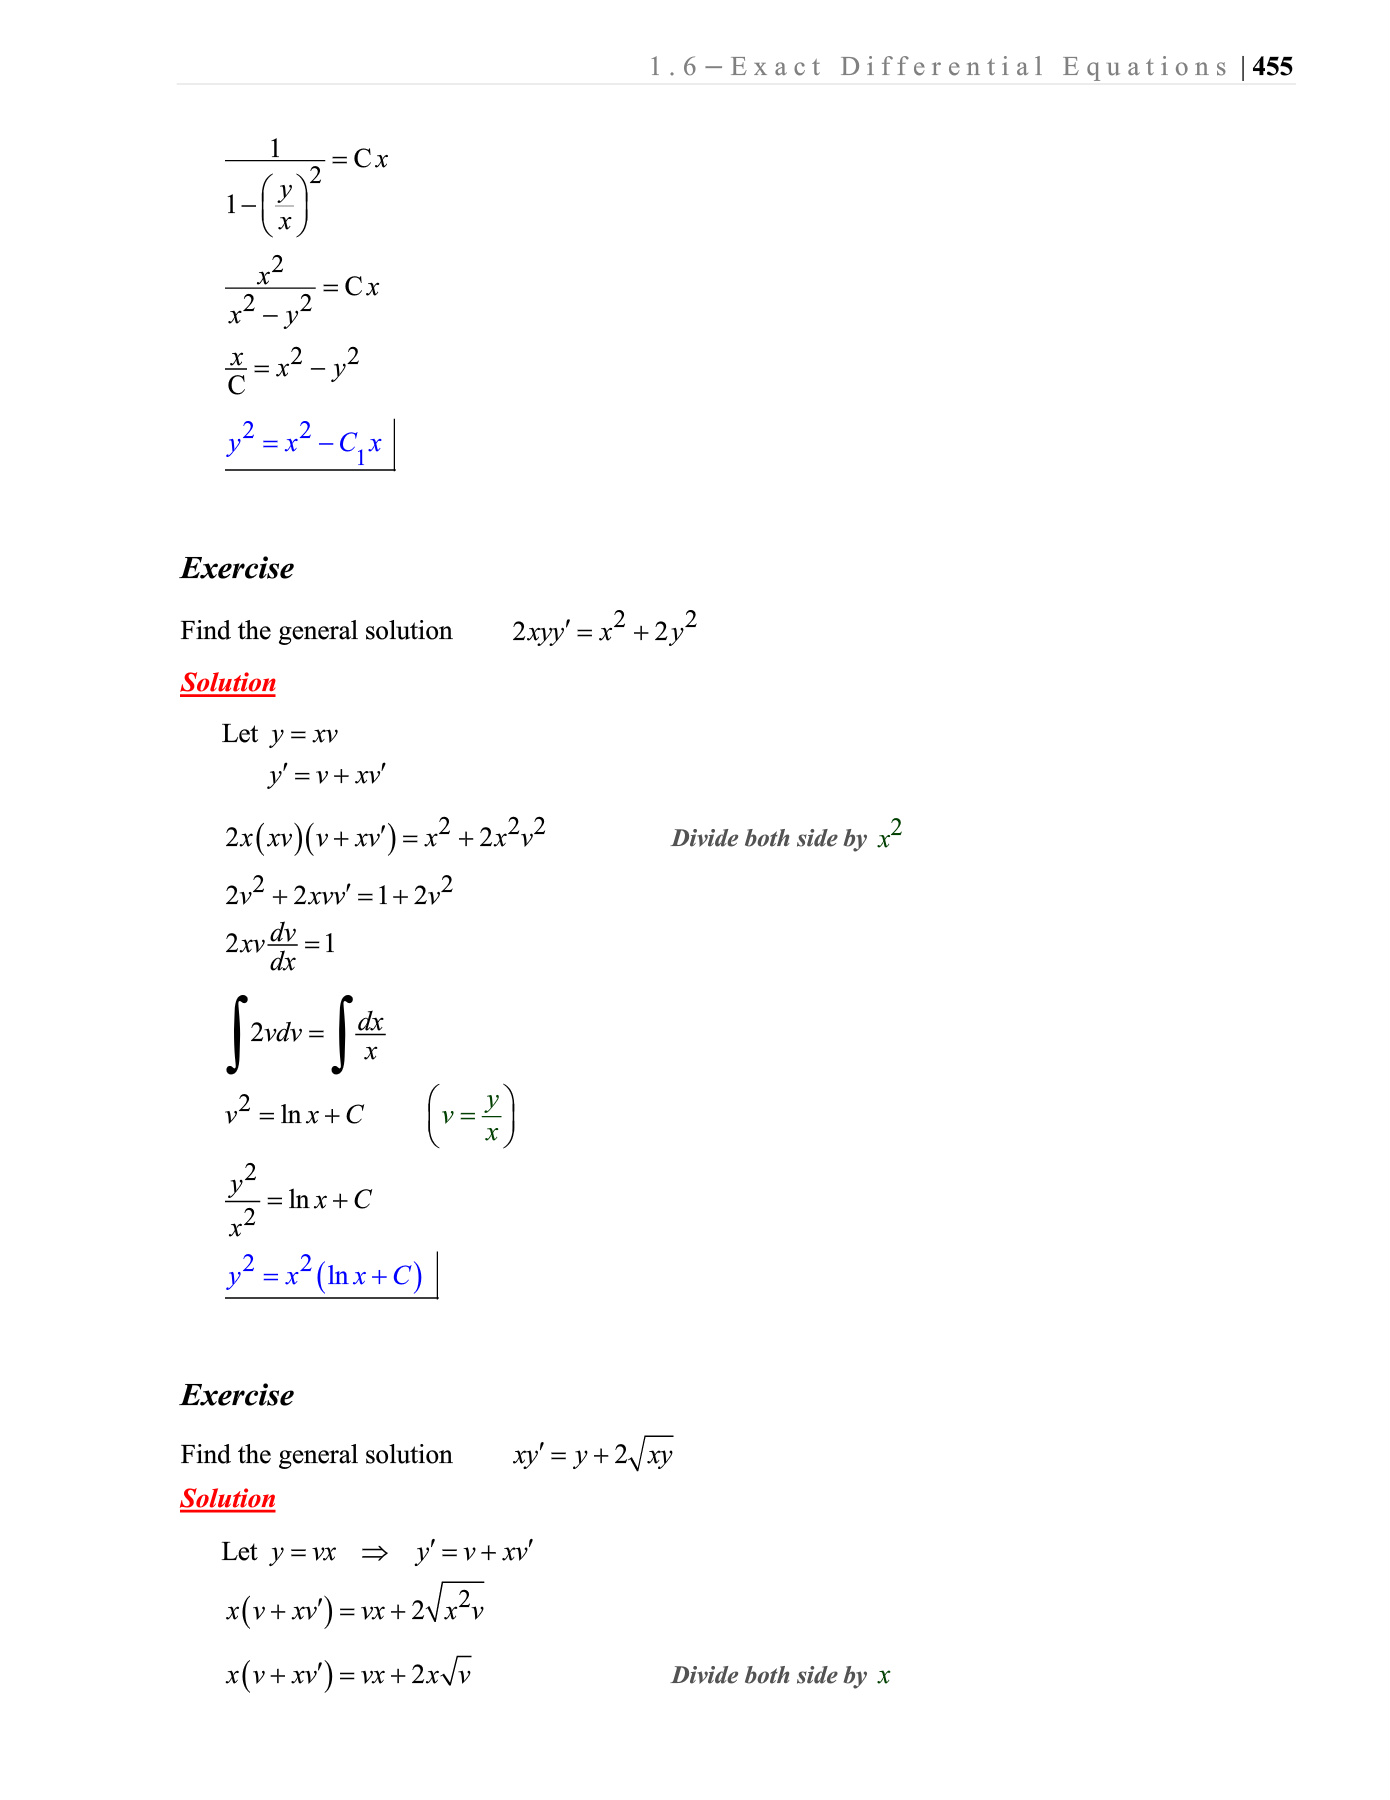 1.6−Exact Differential Equations | 455
\frac{1}{1-\left(\frac{y}{x}\right)^2} = Cx
\frac{x^2}{x^2-y^2} = Cx
\frac{x}{C} = x^2 - y^2
y^2 = x^2 - C_1 x
Exercise
Find the general solution 2xyy' = x^2 + 2y^2
Solution
Let y = xv
y' = v + xv'
2x(xv)(v + xv') = x^2 + 2x^2v^2 Divide both side by x^2
2v^2 + 2xvv' = 1 + 2v^2
2xv\frac{dv}{dx} = 1
\int 2vdv = \int \frac{dx}{x}
v^2 = ln x + C \left(v = \frac{y}{x}\right)
\frac{y^2}{x^2} = ln x + C
y^2 = x^2(ln x + C)
Exercise
Find the general solution xy' = y + 2\sqrt{xy}
Solution
Let y = vx ⇒ y' = v + xv'
x(v + xv') = vx + 2\sqrt{x^2v}
x(v + xv') = vx + 2x\sqrt{v} Divide both side by x